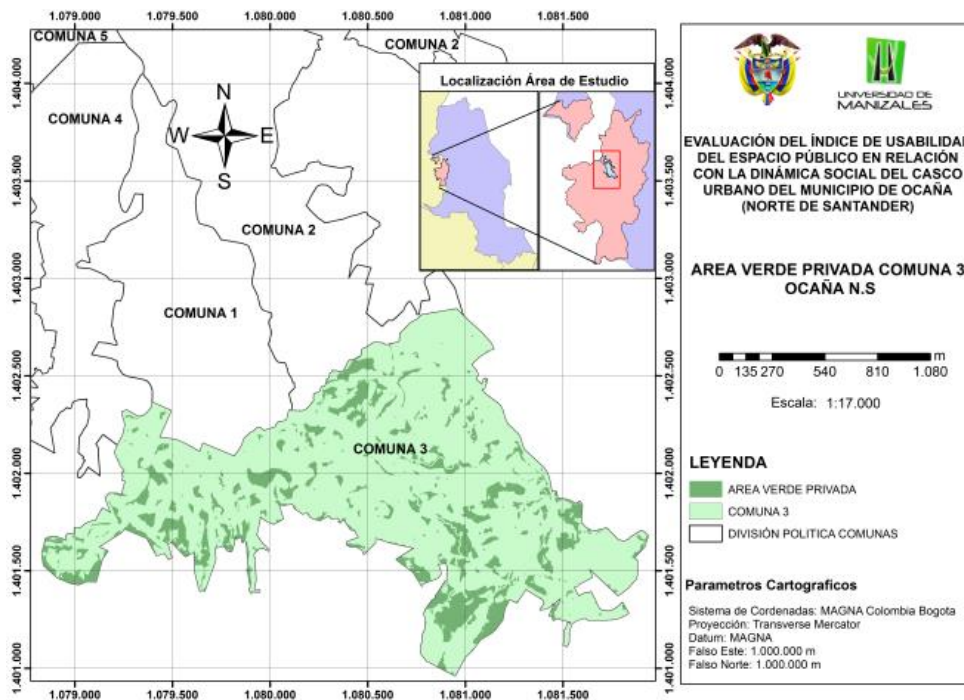 1.079.000 1.079.500 1.080.000 1.080.500 1.081.000 1.081.500
COMUNA 5
COMUNA 2
1.404.000
1.404.000
Localización Área de Estudio
COMUNA 4
N
W E
S
1.403.500
1.403.500
COMUNA 2
1.403.000
1.403.000
COMUNA 1
1.402.500
1.402.500
COMUNA 3
1.402.000
1.402.000
1.401.500
1.401.500
1.401.000
1.401.000
1.079.000 1.079.500 1.080.000 1.080.500 1.081.000 1.081.500
UNIVERSIDAD DE
MANIZALES
EVALUACIÓN DEL ÍNDICE DE USABILIDAD
DEL ESPACIO PÚBLICO EN RELACIÓN
CON LA DINÁMICA SOCIAL DEL CASCO
URBANO DEL MUNICIPIO DE OCAÑA
(NORTE DE SANTANDER)
AREA VERDE PRIVADA COMUNA 3
OCAÑA N.S
m
0 135 270 540 810 1.080
Escala: 1:17.000
LEYENDA
AREA VERDE PRIVADA
COMUNA 3
DIVISIÓN POLITICA COMUNAS
Parametros Cartograficos
Sistema de Cordenadas: MAGNA Colombia Bogota
Proyección: Transverse Mercator
Datum: MAGNA
Falso Este: 1.000.000 m
Falso Norte: 1.000.000 m